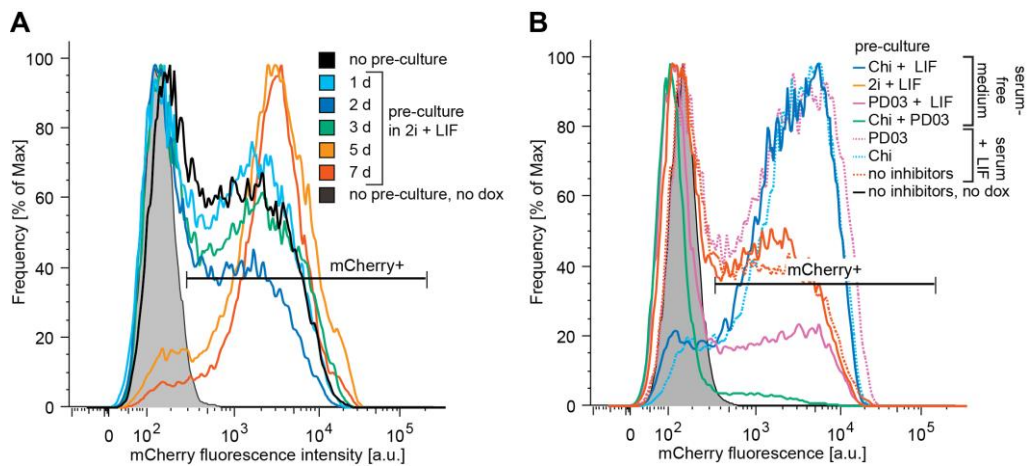 A
Frequency [% of Max]
100
80
60
40
20
0
no pre-culture
1 d
2 d
3 d
5 d
7 d
pre-culture
in 2i + LIF
no pre-culture, no dox
mCherry+
0 10² 10³ 10⁴ 10⁵
mCherry fluorescence intensity [a.u.]
B
Frequency [% of Max]
100
80
60
40
20
0
pre-culture
Chi + LIF
2i + LIF
PD03 + LIF
Chi + PD03
PD03
Chi
no inhibitors
no inhibitors, no dox
serum-
free
medium
serum
+ LIF
mCherry+
0 10² 10³ 10⁴ 10⁵
mCherry fluorescence [a.u.]